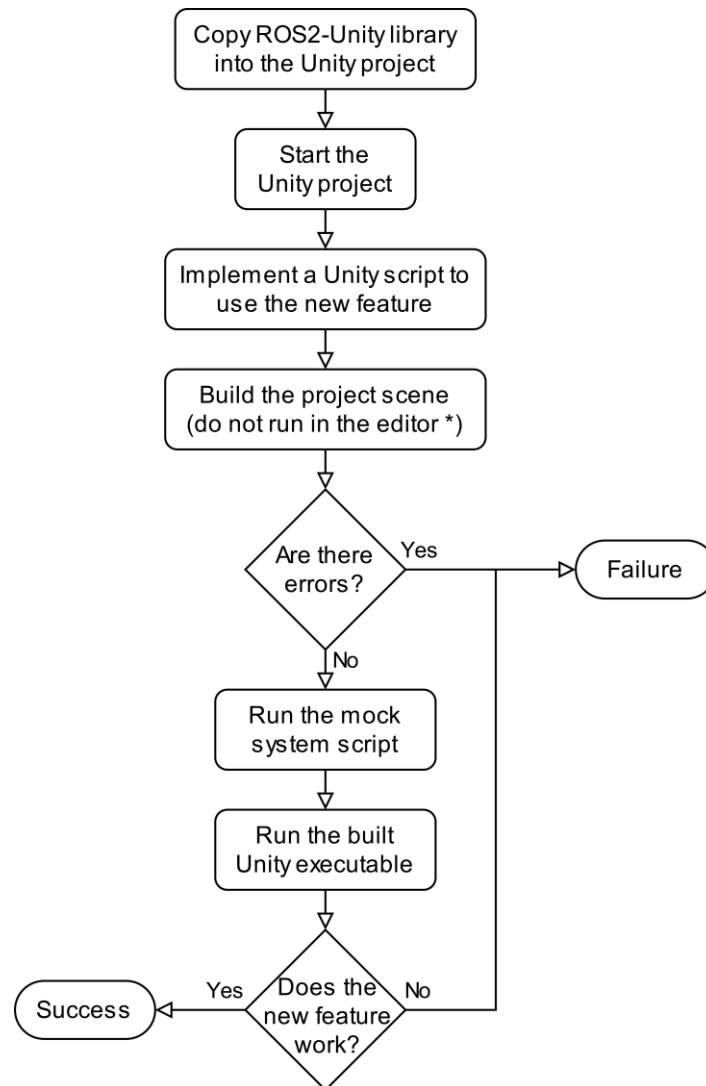 Copy ROS2-Unity library
into the Unity project
Start the
Unity project
Implement a Unity script to
use the new feature
Build the project scene
(do not run in the editor *)
Are there
errors?
Yes
Failure
No
Run the mock
system script
Run the built
Unity executable
Does the
new feature
work?
Yes
No
Success